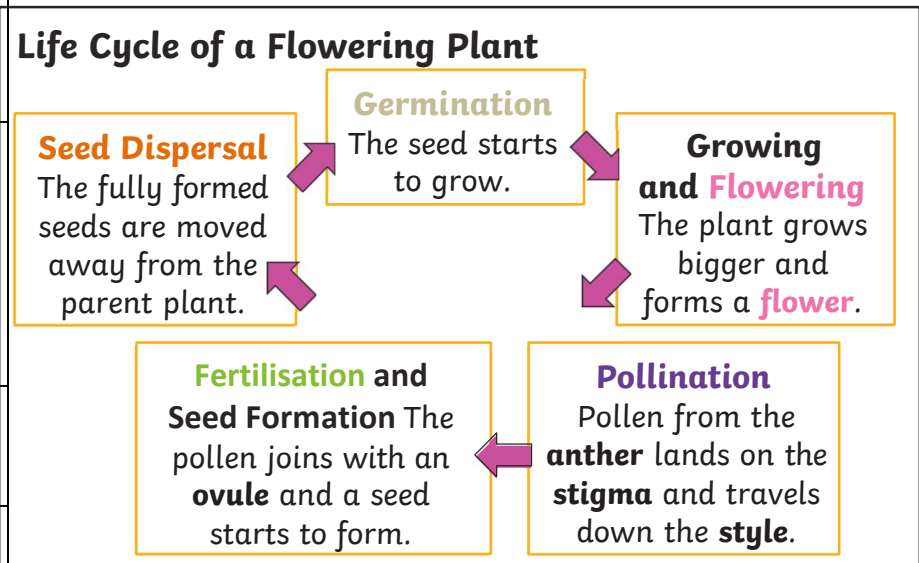 Life Cycle of a Flowering Plant
Germination
The seed starts
to grow.
Growing
and Flowering
The plant grows
bigger and
forms a flower.
Pollination
Pollen from the
anther lands on the
stigma and travels
down the style.
Fertilisation and
Seed Formation The
pollen joins with an
ovule and a seed
starts to form.
Seed Dispersal
The fully formed
seeds are moved
away from the
parent plant.